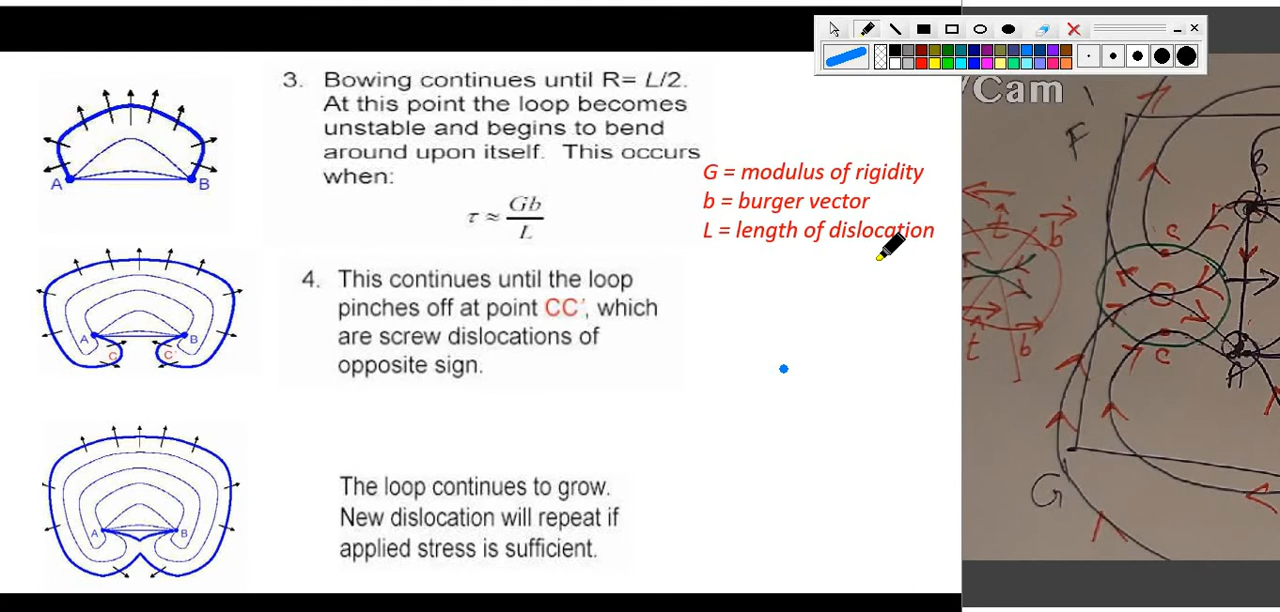 3. Bowing continues until R= L/2.
At this point the loop becomes
unstable and begins to bend
around upon itself. This occurs
when:
τ ≈ Gb/L
G = modulus of rigidity
b = burger vector
L = length of dislocation
A
B
4. This continues until the loop
pinches off at point CC', which
are screw dislocations of
opposite sign.
A
B
C
C'
The loop continues to grow.
New dislocation will repeat if
applied stress is sufficient.
A
B
/Cam
F
B
E
t
b
c
c
t
b
A
G